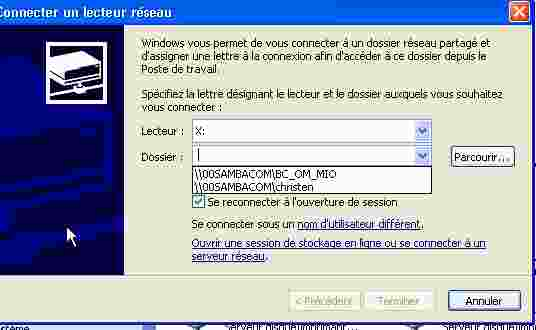 Connecter un lecteur réseau
Windows vous permet de vous connecter à un dossier réseau partagé et
d'assigner une lettre à la connexion afin d'accéder à ce dossier depuis le
Poste de travail.
Spécifiez la lettre désignant le lecteur et le dossier auxquels vous souhaitez
vous connecter :
Lecteur : X:
Dossier :
Parcourir...
\\00SAMBACOM\BC_OM_MIO
\\00SAMBACOM\christen
Se reconnecter à l'ouverture de session
Se connecter sous un nom d'utilisateur différent.
Ouvrir une session de stockage en ligne ou se connecter à un
serveur réseau.
< Précédent Terminer Annuler